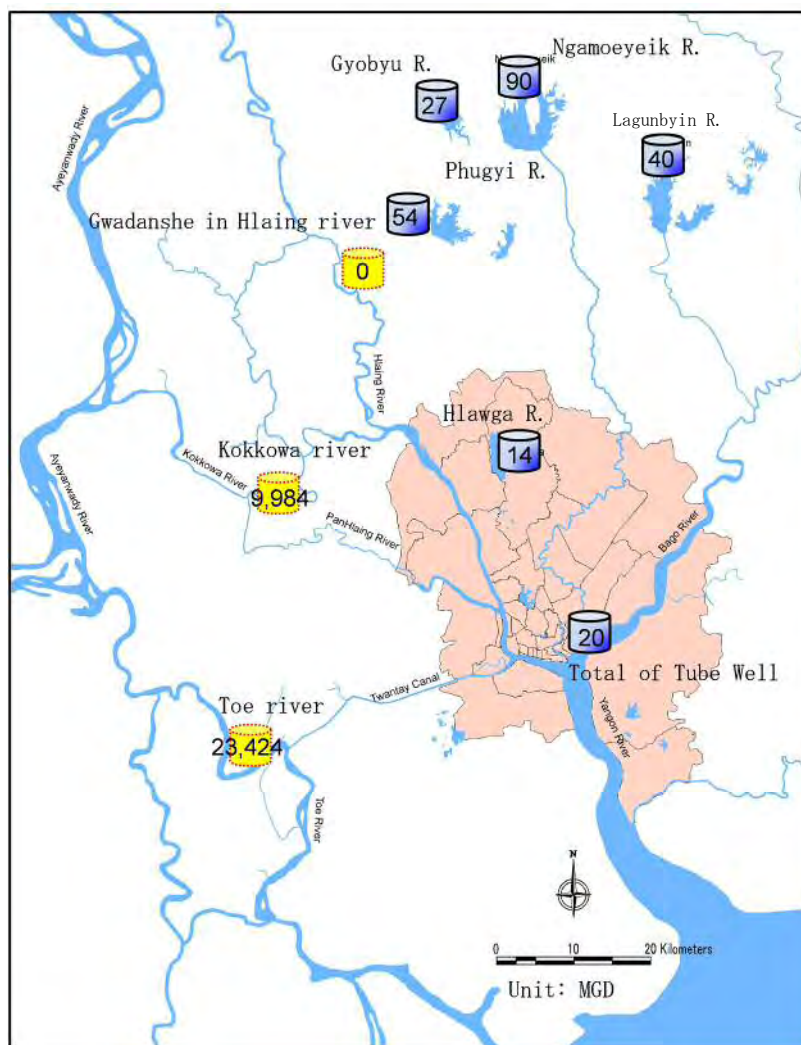 Ngamoeyeik R.
Gyobyu R.
90
27
Lagunbyin R.
40
Phugyi R.
54
Gwadanshe in Hlaing river
0
Ayeyanwady River
Hlaing River
Hlawga R.
14
Kokkowa river
Kokkowa River
9,984
PanHlaing River
Ayeyanwady River
Bago River
20
Total of Tube Well
Twantay Canal
Toe river
23,424
Yangon River
Toe River
N
0 10 20 Kilometers
Unit: MGD